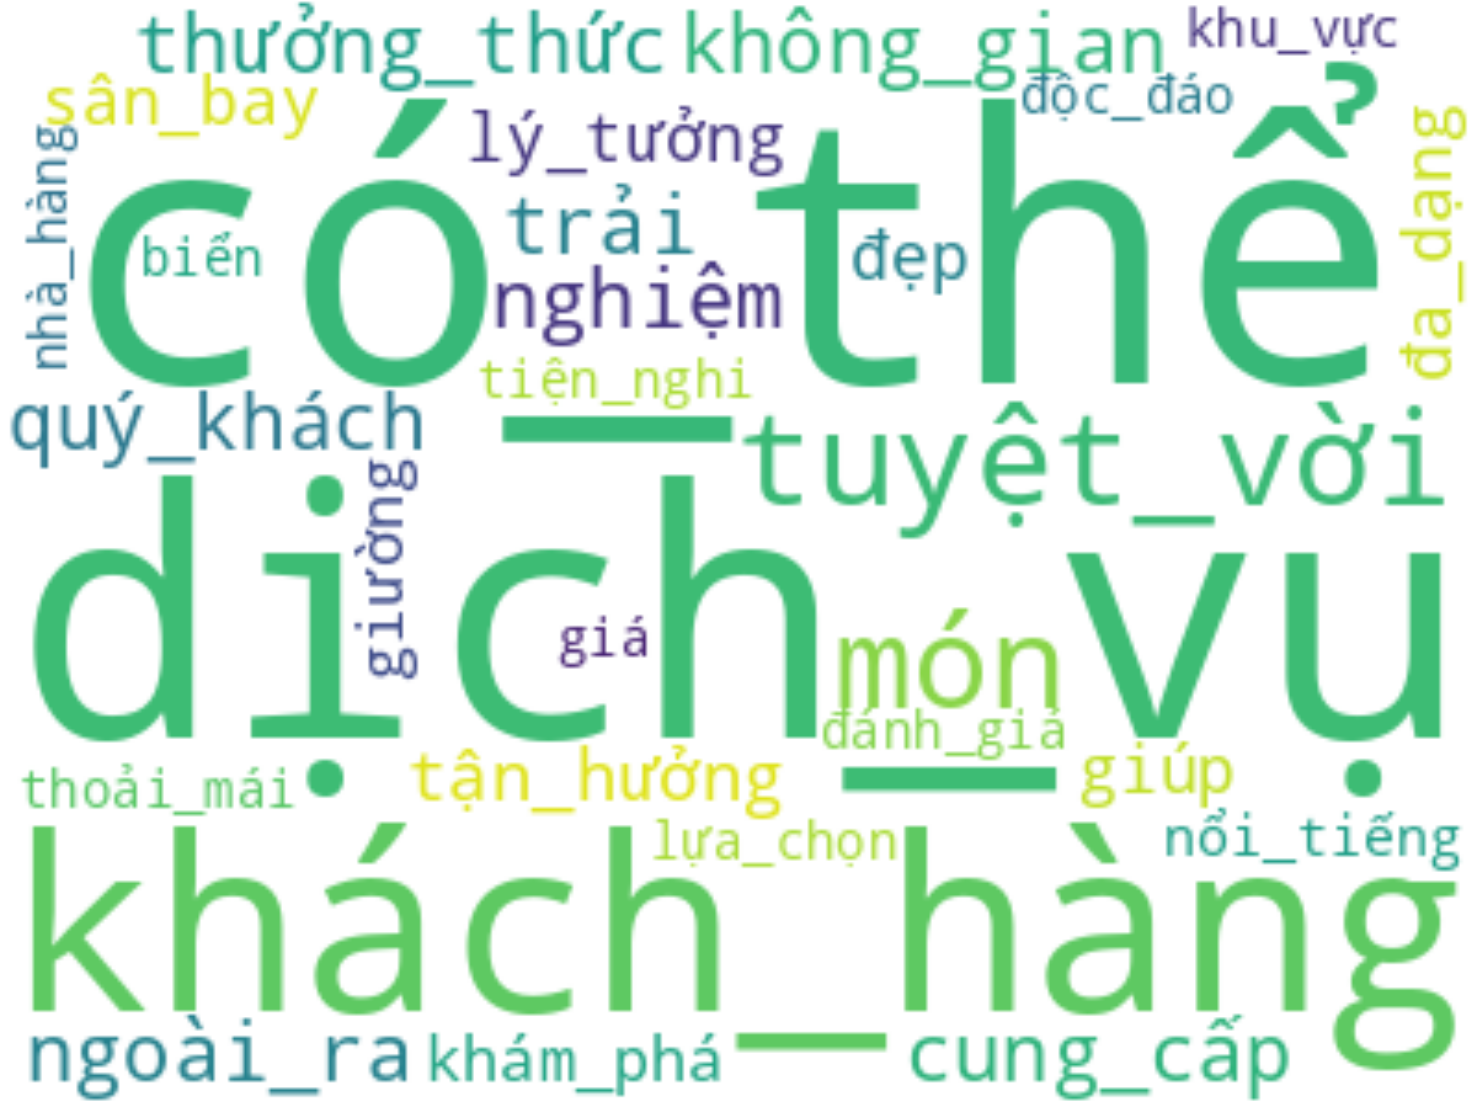 thưởng_thức
không_gian
khu_vực
sân_bay
độc_đáo
lý_tưởng
có_thể
đa_dạng
nhà_hàng
trải
đẹp
biển
nghiệm
tiện_nghi
quý_khách
tuyệt_vời
giường
dịch_vụ
giá
món
đánh_giá
tận_hưởng
giúp
thoải_mái
lựa_chọn
nổi_tiếng
khách_hàng
ngoài_ra
khám_phá
cung_cấp